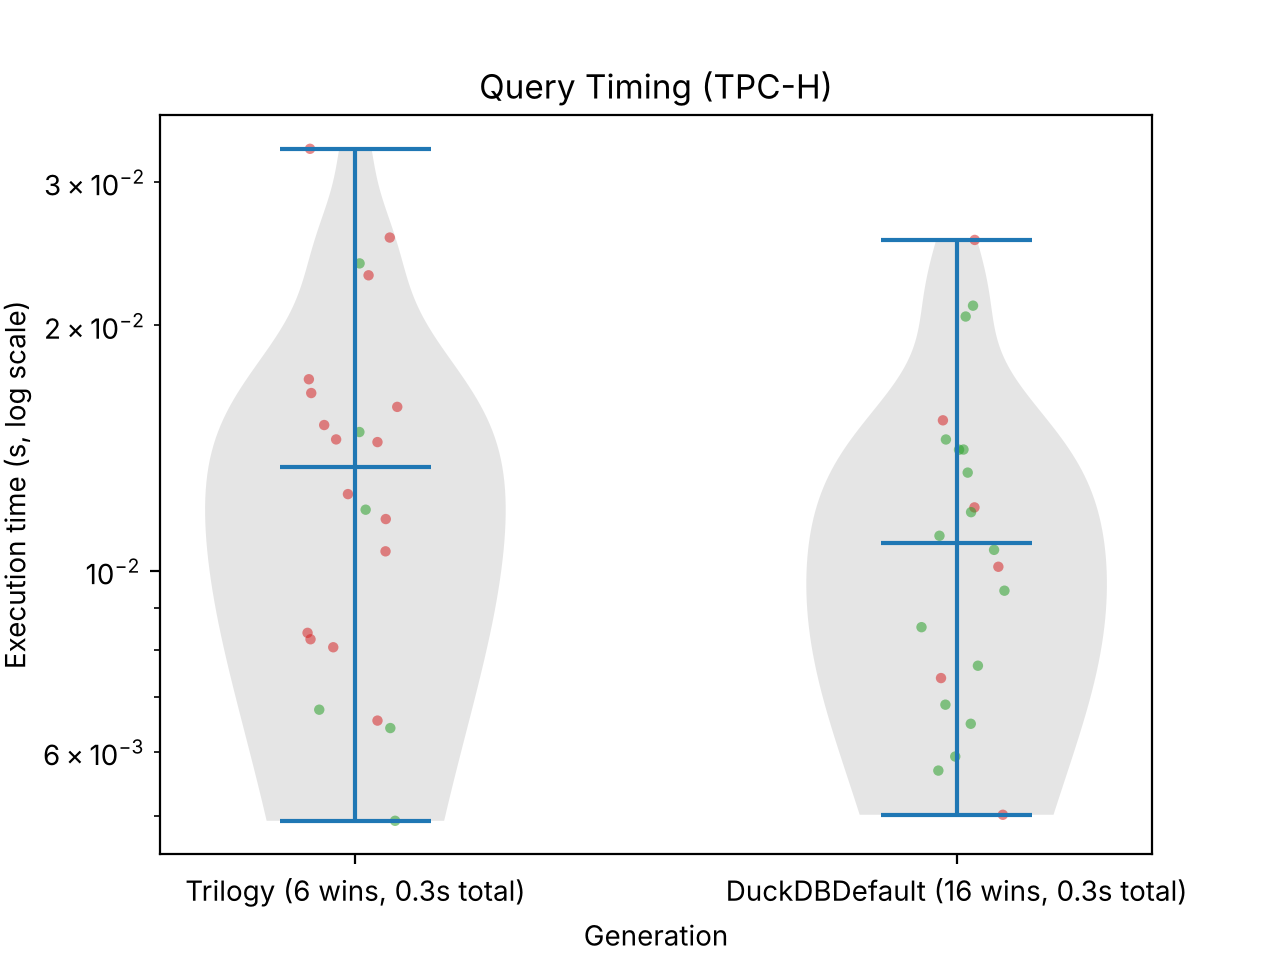 Query Timing (TPC-H)
3 × 10⁻²
2 × 10⁻²
10⁻²
6 × 10⁻³
Execution time (s, log scale)
Trilogy (6 wins, 0.3s total)
DuckDBDefault (16 wins, 0.3s total)
Generation